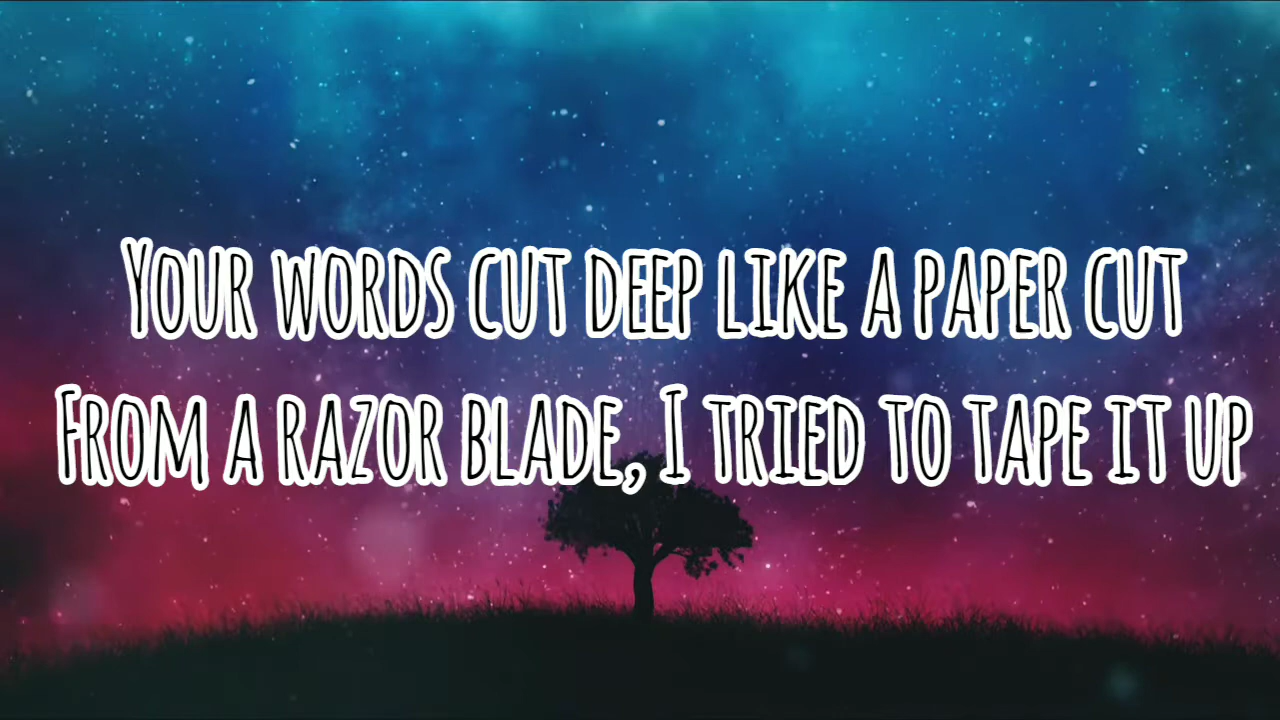 Your words cut deep like a paper cut
From a razor blade, I tried to tape it up